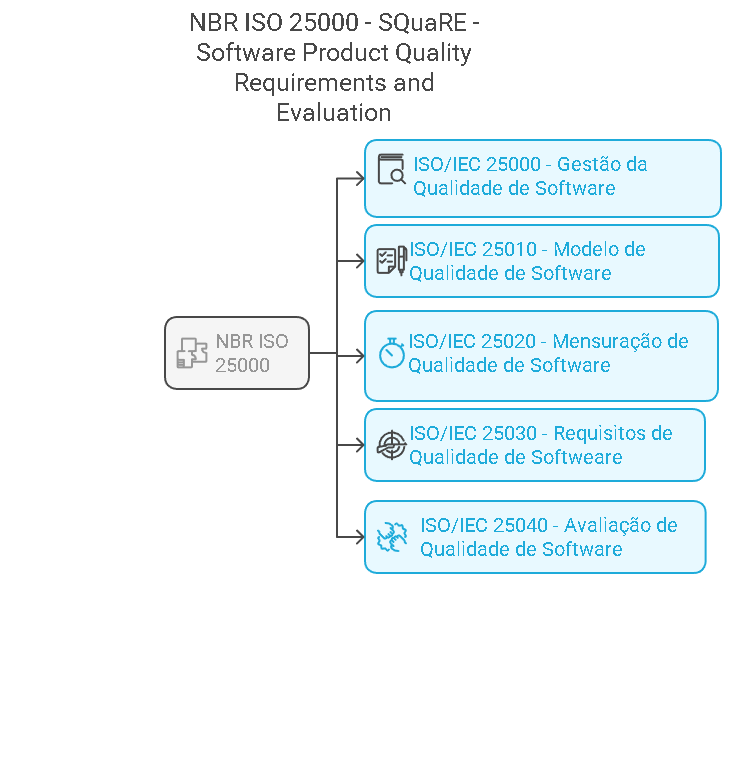 NBR ISO 25000 - SQuaRE -
Software Product Quality
Requirements and
Evaluation
ISO/IEC 25000 - Gestão da
Qualidade de Software
ISO/IEC 25010 - Modelo de
Qualidade de Software
NBR ISO
25000
ISO/IEC 25020 - Mensuração de
Qualidade de Software
ISO/IEC 25030 - Requisitos de
Qualidade de Softweare
ISO/IEC 25040 - Avaliação de
Qualidade de Software